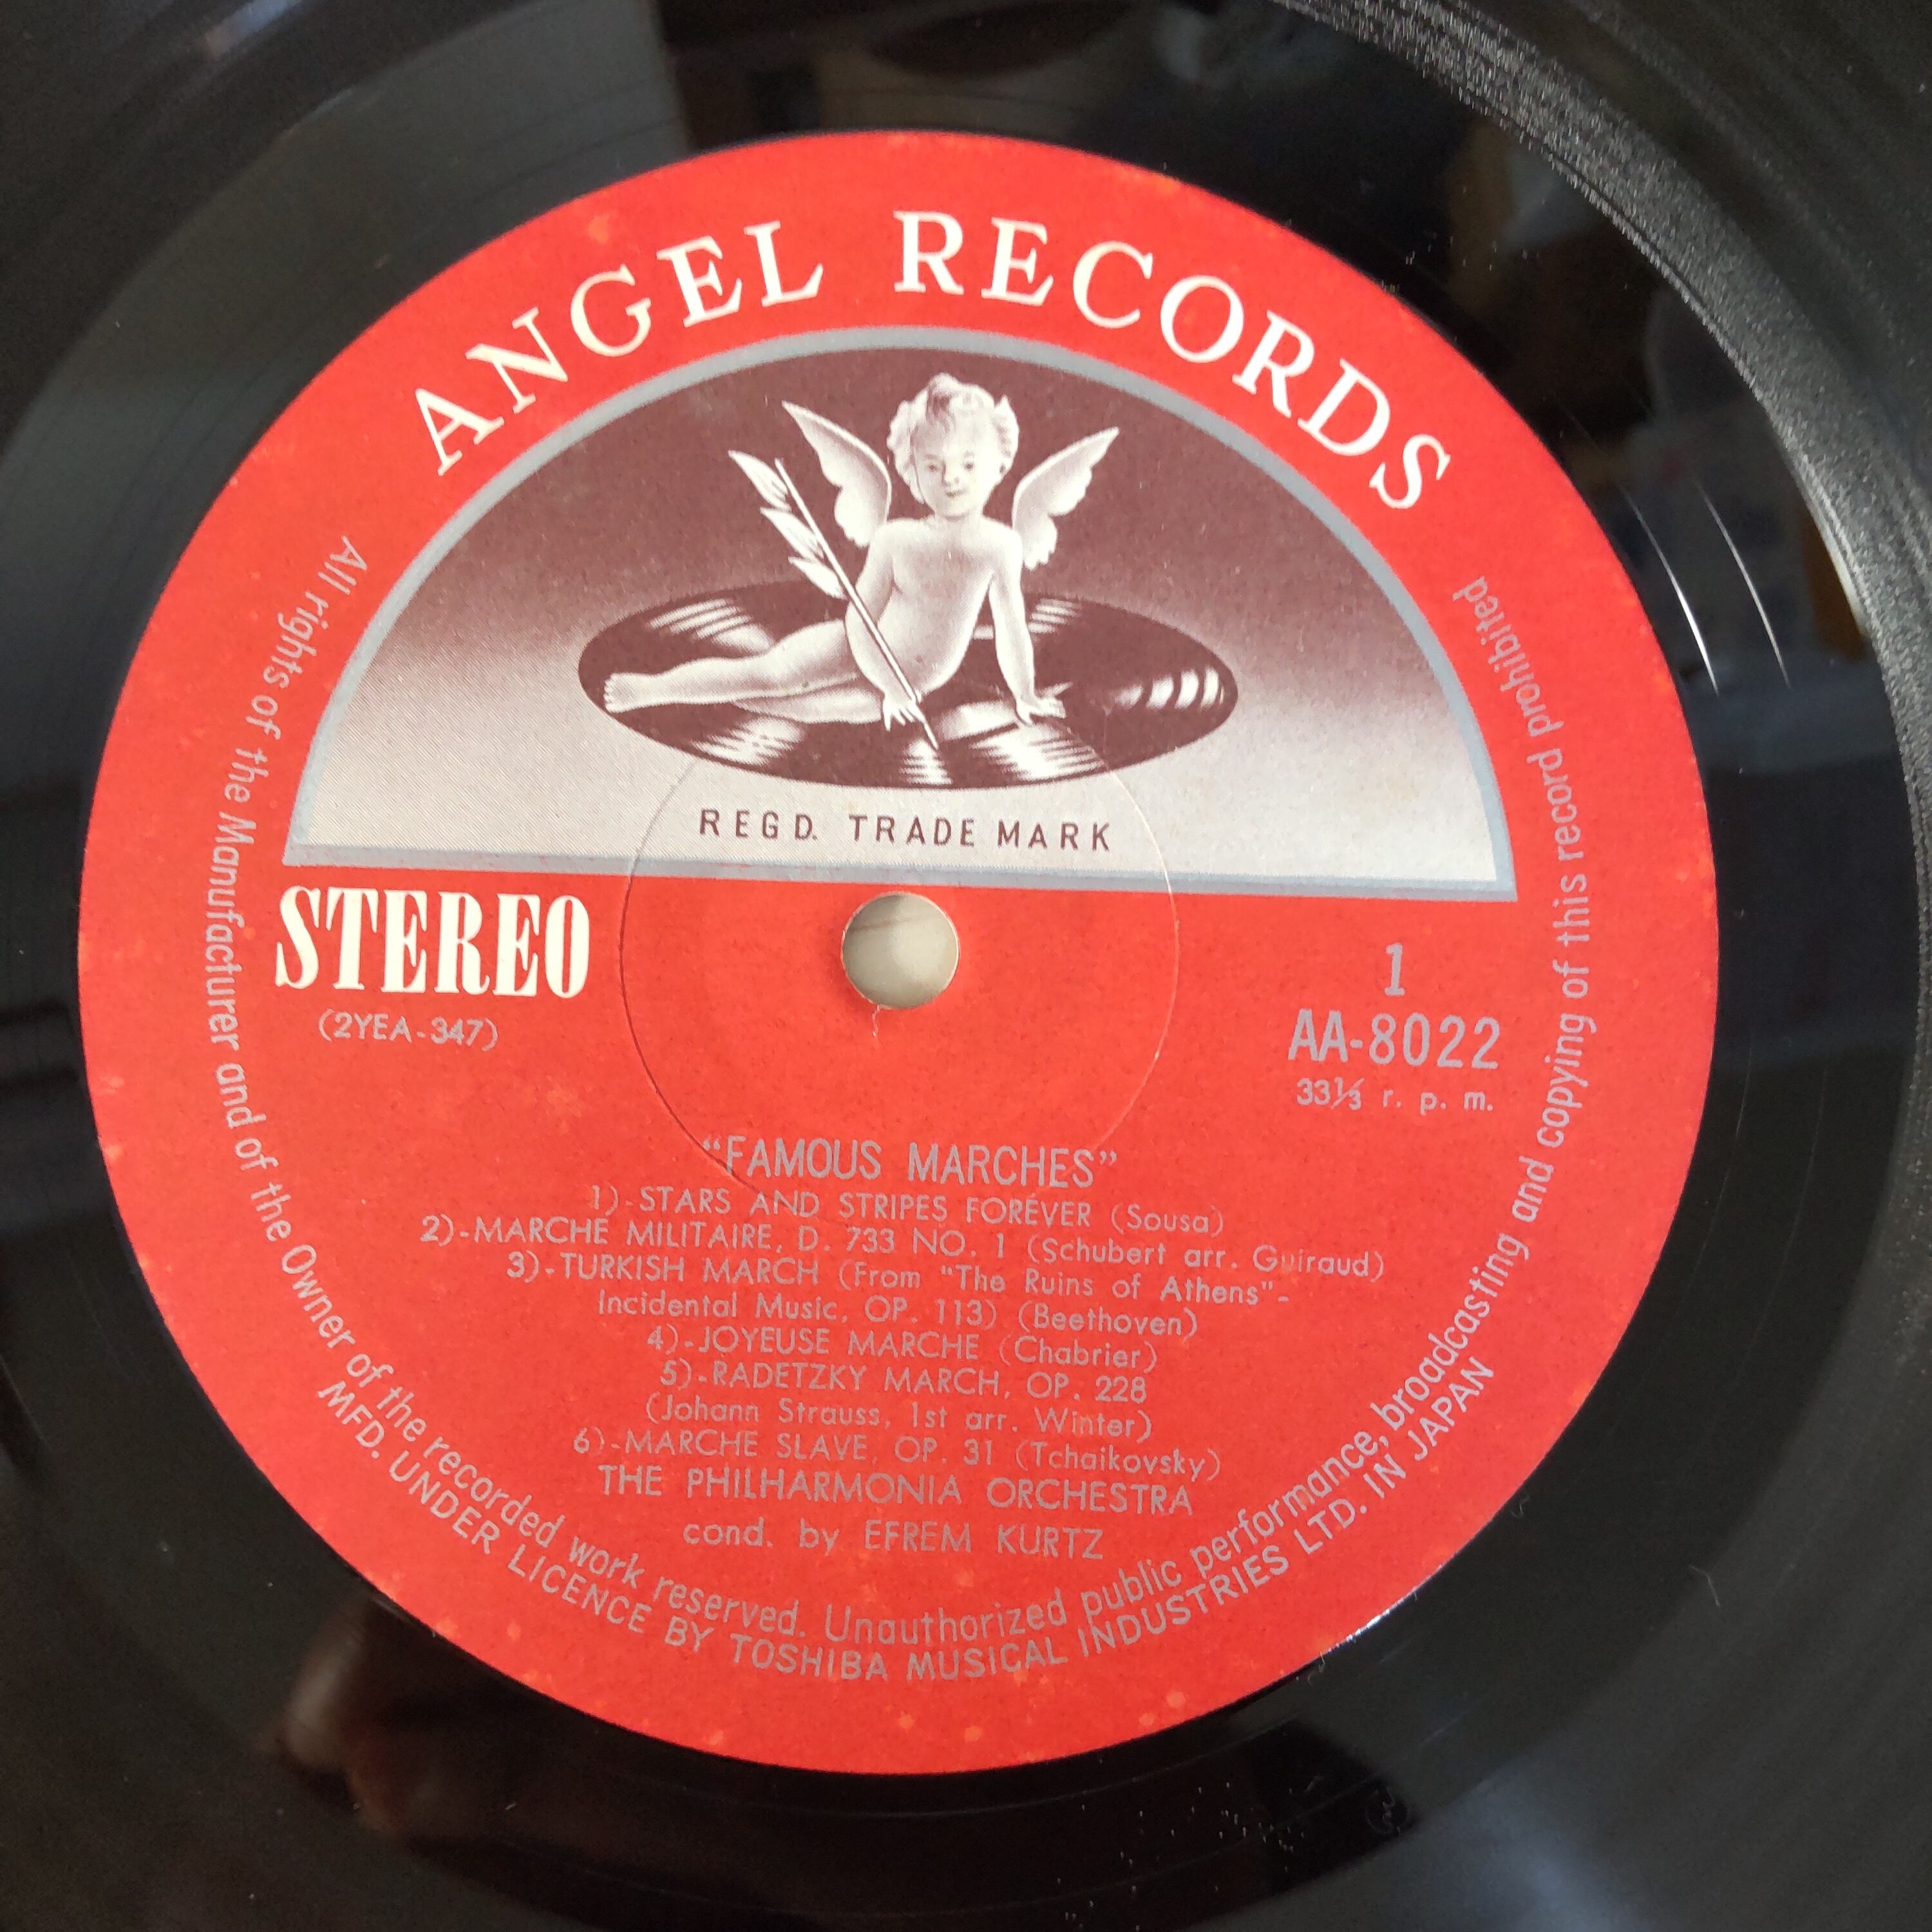 ANGEL RECORDS
REGD. TRADE MARK
STEREO
(2YEA-347)
1
AA-8022
33⅓ r. p. m.
“FAMOUS MARCHES”
1)-STARS AND STRIPES FOREVER (Sousa)
2)-MARCHE MILITAIRE, D. 733 NO. 1 (Schubert arr. Guiraud)
3)-TURKISH MARCH (From "The Ruins of Athens"-
Incidental Music, OP. 113) (Beethoven)
4)-JOYEUSE MARCHE (Chabrier)
5)-RADETZKY MARCH, OP. 228
(Johann Strauss, 1st arr. Winter)
6)-MARCHE SLAVE, OP. 31 (Tchaikovsky)
THE PHILHARMONIA ORCHESTRA
cond. by EFREM KURTZ
All rights of the Manufacturer and of the Owner of the recorded work reserved. Unauthorized public performance, broadcasting and copying of this record prohibited
MFD. UNDER LICENCE BY TOSHIBA MUSICAL INDUSTRIES LTD. IN JAPAN